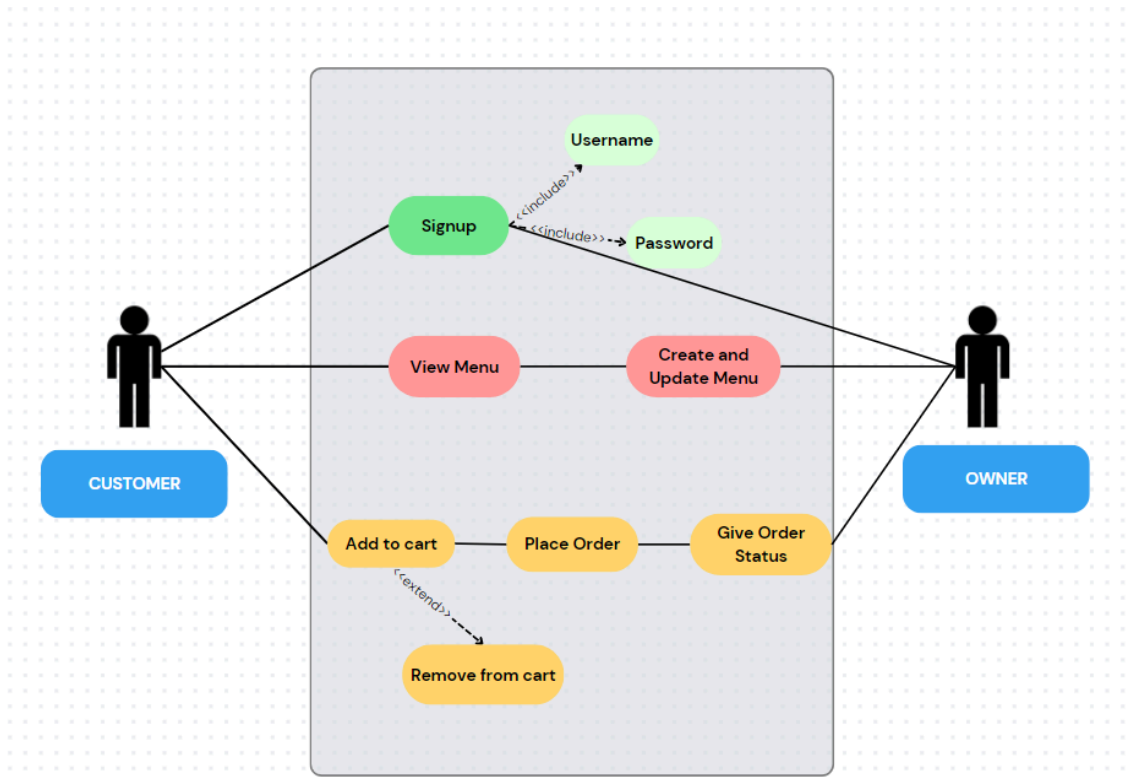 Username
<<include>>
Signup
<<include>>
Password
View Menu
Create and
Update Menu
CUSTOMER
OWNER
Add to cart
Place Order
Give Order
Status
<<extend>>
Remove from cart